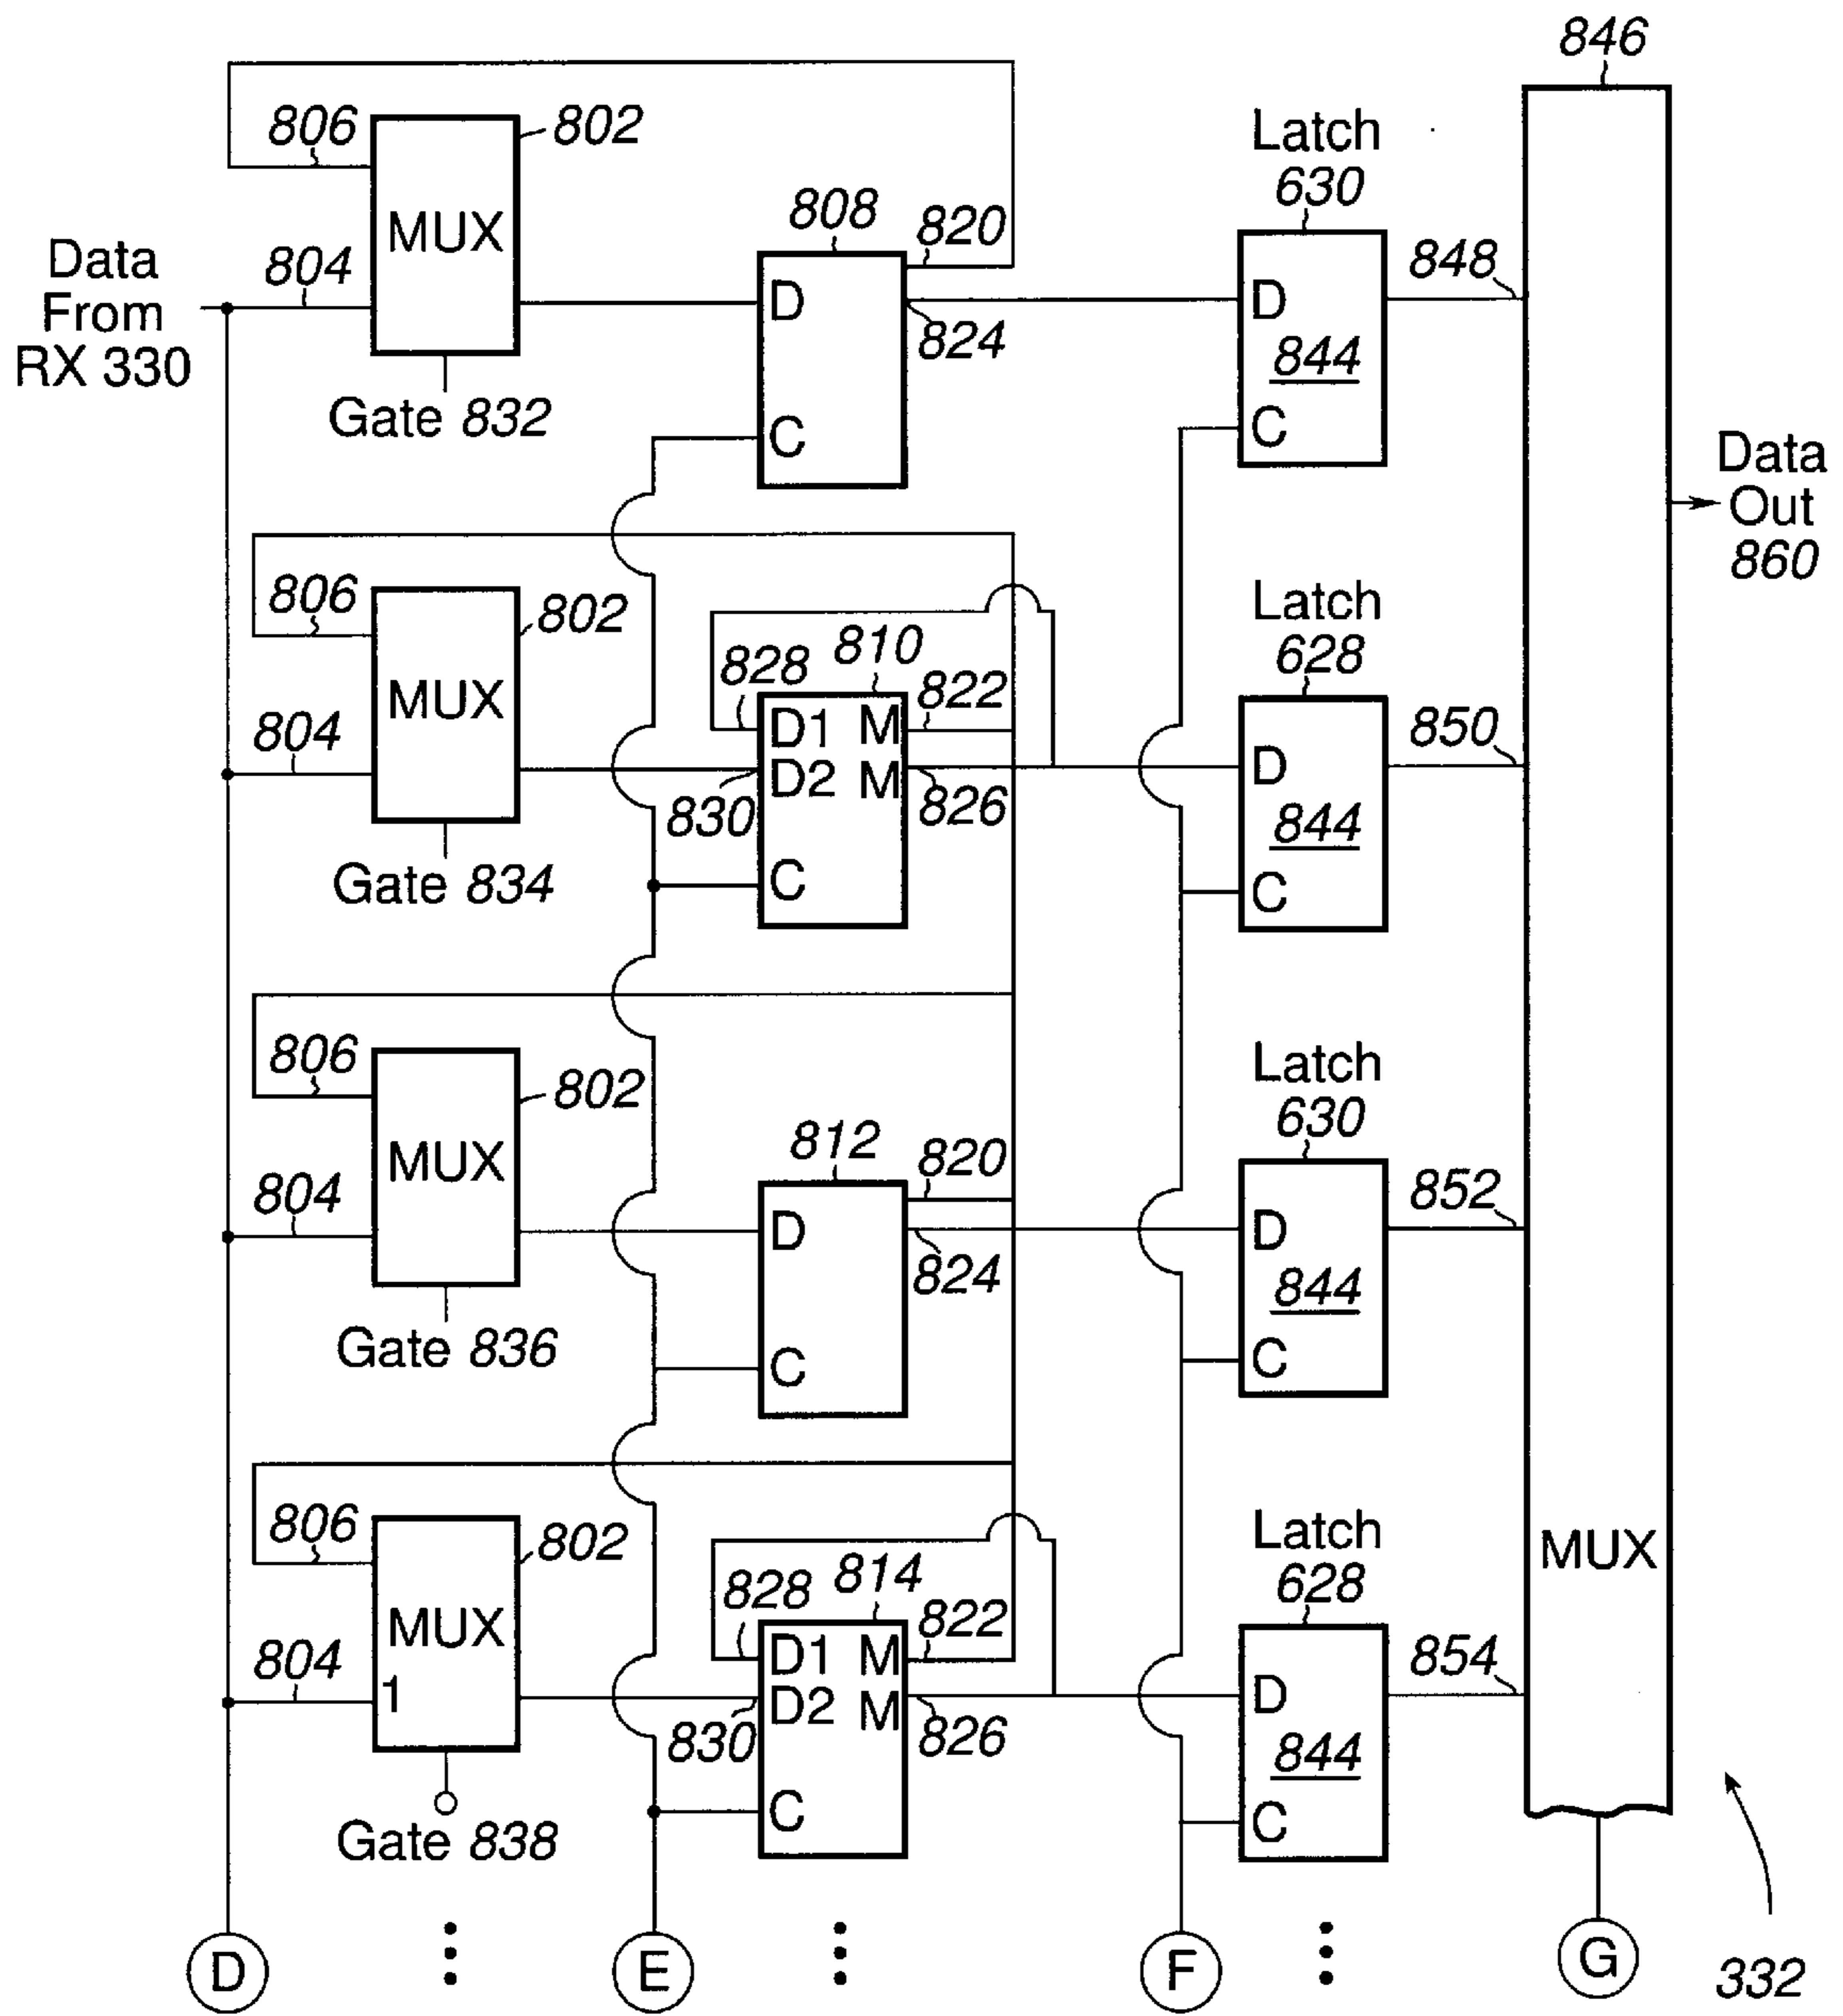 846
806
802
Latch
630
MUX
808
820
848
Data
From
RX 330
804
D
824
D
844
Gate 832
C
C
Data
Out
860
806
802
Latch
628
MUX
828
810
822
850
804
D1 M
D2 M
830
826
D
844
Gate 834
C
C
806
802
Latch
630
MUX
812
820
852
804
D
824
D
844
Gate 836
C
C
806
802
Latch
628
MUX
MUX
828
814
822
854
804
1
D1 M
D2 M
830
826
D
844
Gate 838
C
C
D
E
F
G
332